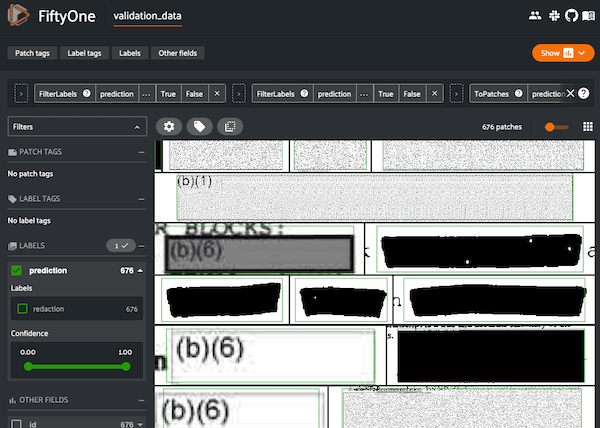 FiftyOne
validation_data
Patch tags
Label tags
Labels
Other fields
Show
FilterLabels
prediction
...
True
False
FilterLabels
prediction
...
True
False
ToPatches
prediction
Filters
676 patches
PATCH TAGS
No patch tags
LABEL TAGS
No label tags
LABELS
1
prediction
676
Labels
redaction
676
Confidence
0.00
1.00
OTHER FIELDS
id
676
(b)(1)
R BLOCKS:
(b)(6)
(b)(6)
(b)(6)